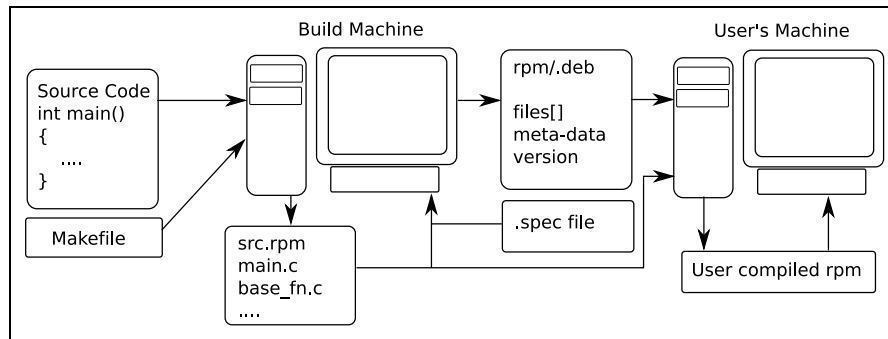 Build Machine
User's Machine
Source Code
int main()
{
....
}
Makefile
rpm/.deb
files[]
meta-data
version
.spec file
src.rpm
main.c
base_fn.c
....
User compiled rpm